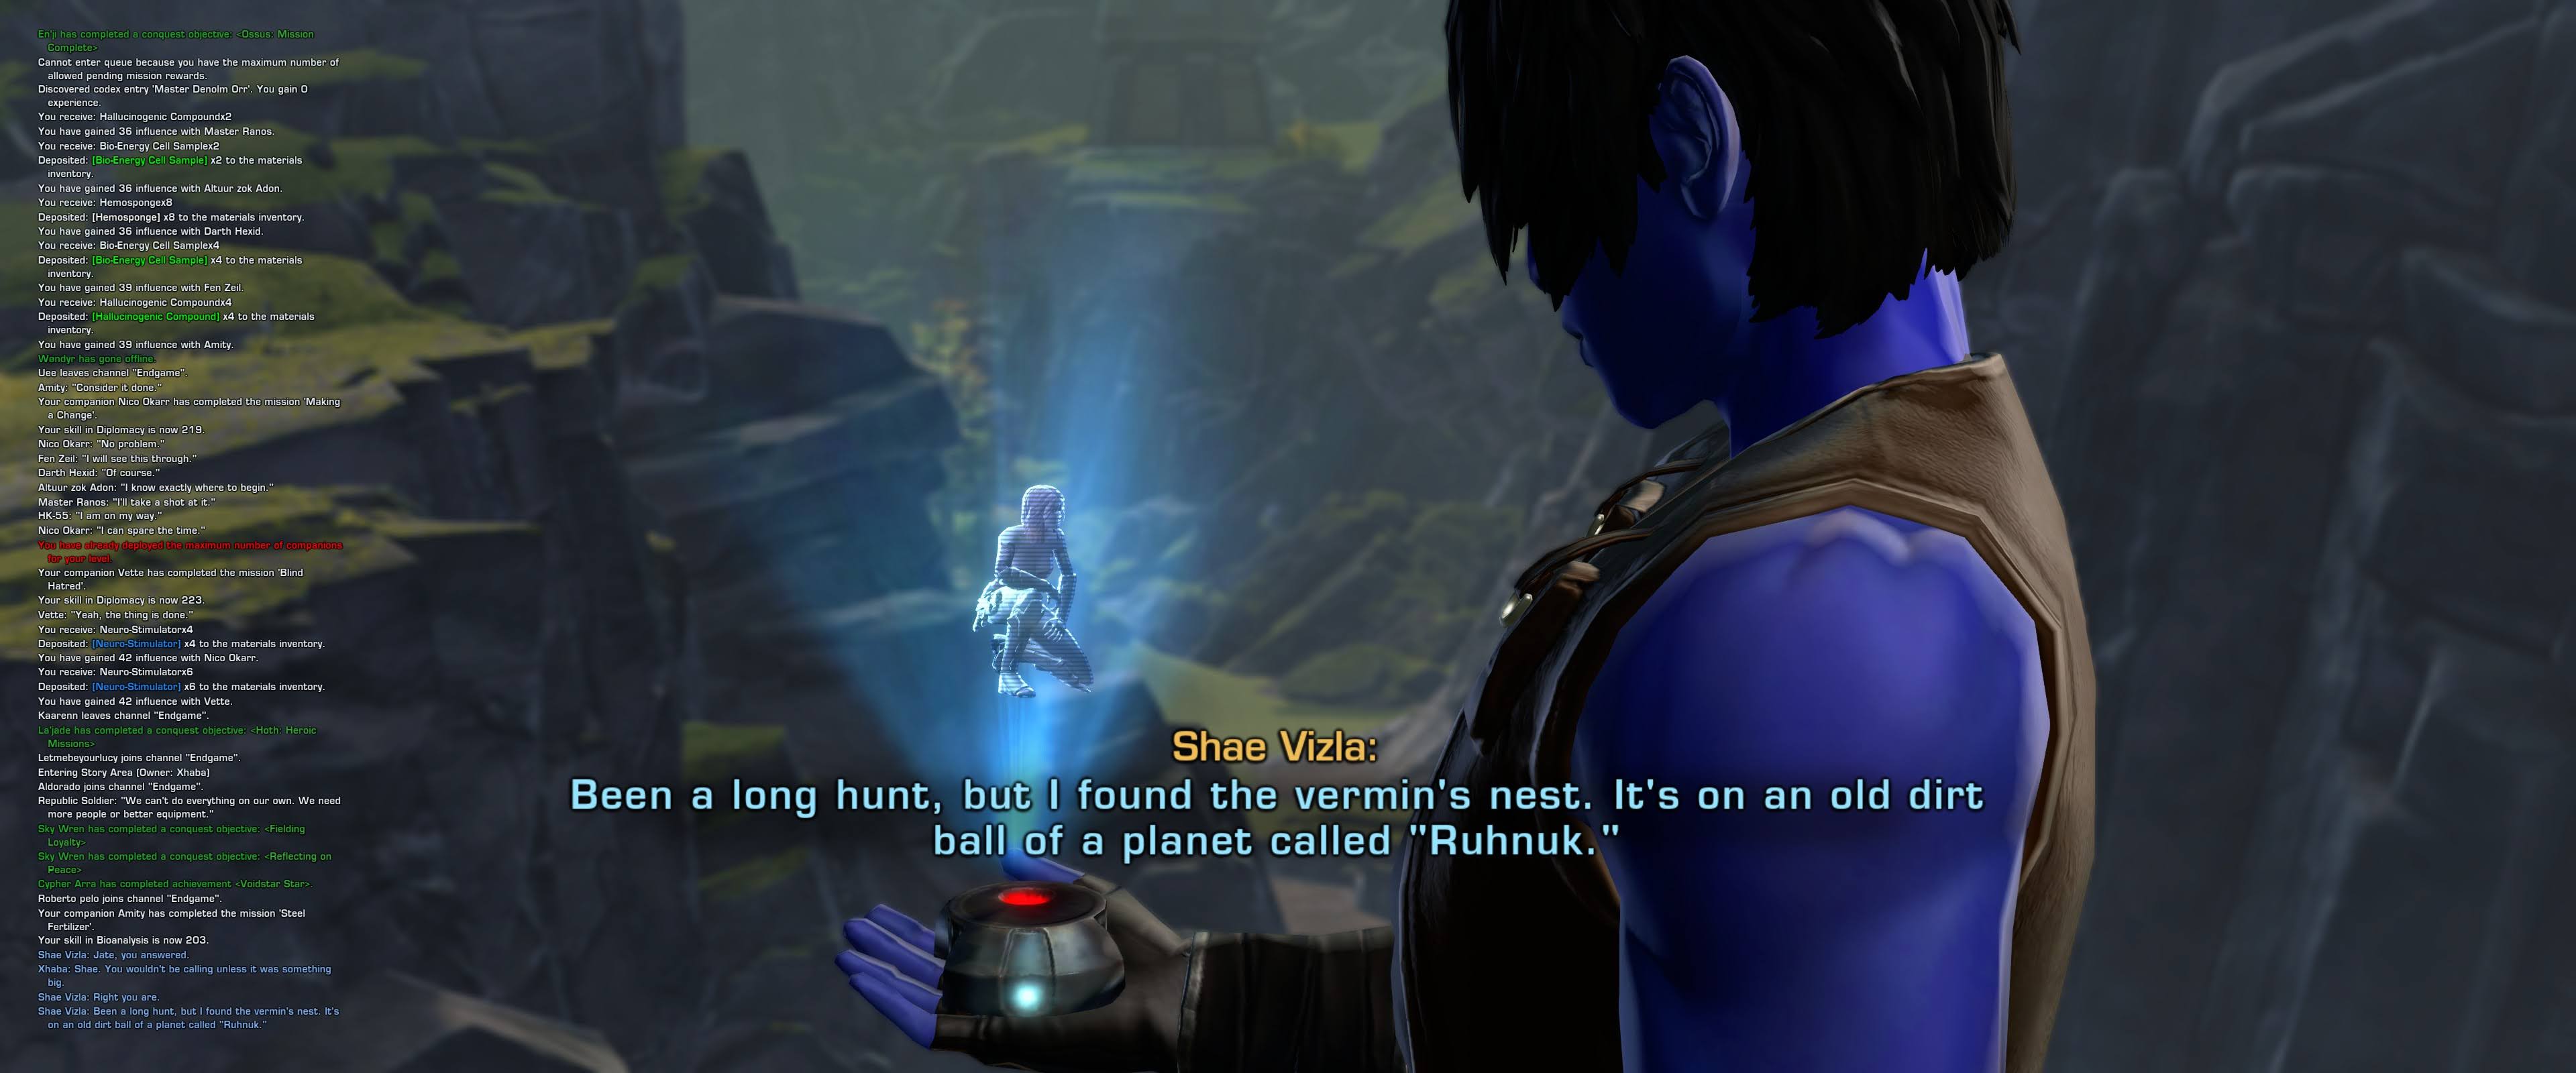 En'ji has completed a conquest objective: <Ossus: Mission
Complete>
Cannot enter queue because you have the maximum number of
allowed pending mission rewards.
Discovered codex entry 'Master Denolm Orr'. You gain 0
experience.
You receive: Hallucinogenic Compoundx2
You have gained 36 influence with Master Ranos.
You receive: Bio-Energy Cell Samplex2
Deposited: [Bio-Energy Cell Sample] x2 to the materials
inventory.
You have gained 36 influence with Altuur zok Adon.
You receive: Hemospongex8
Deposited: [Hemosponge] x8 to the materials inventory.
You have gained 36 influence with Darth Hexid.
You receive: Bio-Energy Cell Samplex4
Deposited: [Bio-Energy Cell Sample] x4 to the materials
inventory.
You have gained 39 influence with Fen Zeil.
You receive: Hallucinogenic Compoundx4
Deposited: [Hallucinogenic Compound] x4 to the materials
inventory.
You have gained 39 influence with Amity.
Wøndyr has gone offline.
Uee leaves channel "Endgame".
Amity: "Consider it done."
Your companion Nico Okarr has completed the mission 'Making
a Change'.
Your skill in Diplomacy is now 219.
Nico Okarr: "No problem."
Fen Zeil: "I will see this through."
Darth Hexid: "Of course."
Altuur zok Adon: "I know exactly where to begin."
Master Ranos: "I'll take a shot at it."
HK-55: "I am on my way."
Nico Okarr: "I can spare the time."
You have already deployed the maximum number of companions
for your level.
Your companion Vette has completed the mission 'Blind
Hatred'.
Your skill in Diplomacy is now 223.
Vette: "Yeah, the thing is done."
You receive: Neuro-Stimulatorx4
Deposited: [Neuro-Stimulator] x4 to the materials inventory.
You have gained 42 influence with Nico Okarr.
You receive: Neuro-Stimulatorx6
Deposited: [Neuro-Stimulator] x6 to the materials inventory.
You have gained 42 influence with Vette.
Kaarenn leaves channel "Endgame".
La'jade has completed a conquest objective: <Hoth: Heroic
Missions>
Letmebeyourlucy joins channel "Endgame".
Entering Story Area (Owner: Xhaba)
Aldorado joins channel "Endgame".
Republic Soldier: "We can't do everything on our own. We need
more people or better equipment."
Sky Wren has completed a conquest objective: <Fielding
Loyalty>
Sky Wren has completed a conquest objective: <Reflecting on
Peace>
Cypher Arra has completed achievement <Voidstar Star>.
Roberto pelo joins channel "Endgame".
Your companion Amity has completed the mission 'Steel
Fertilizer'.
Your skill in Bioanalysis is now 203.
Shae Vizla: Jate, you answered.
Xhaba: Shae. You wouldn't be calling unless it was something
big.
Shae Vizla: Right you are.
Shae Vizla: Been a long hunt, but I found the vermin's nest. It's
on an old dirt ball of a planet called "Ruhnuk."
Shae Vizla:
Been a long hunt, but I found the vermin's nest. It's on an old dirt
ball of a planet called "Ruhnuk."